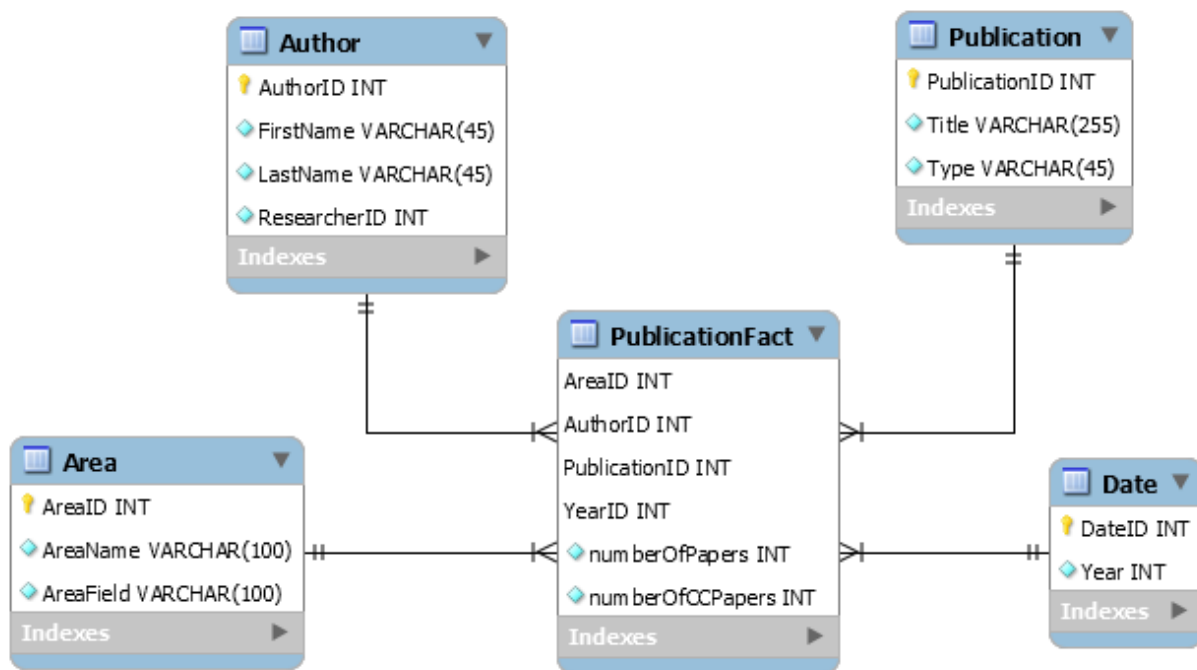 Author
AuthorID INT
FirstName VARCHAR(45)
LastName VARCHAR(45)
ResearcherID INT
Indexes
Publication
PublicationID INT
Title VARCHAR(255)
Type VARCHAR(45)
Indexes
PublicationFact
AreaID INT
AuthorID INT
PublicationID INT
YearID INT
numberOfPapers INT
numberOfCCPapers INT
Indexes
Area
AreaID INT
AreaName VARCHAR(100)
AreaField VARCHAR(100)
Indexes
Date
DateID INT
Year INT
Indexes